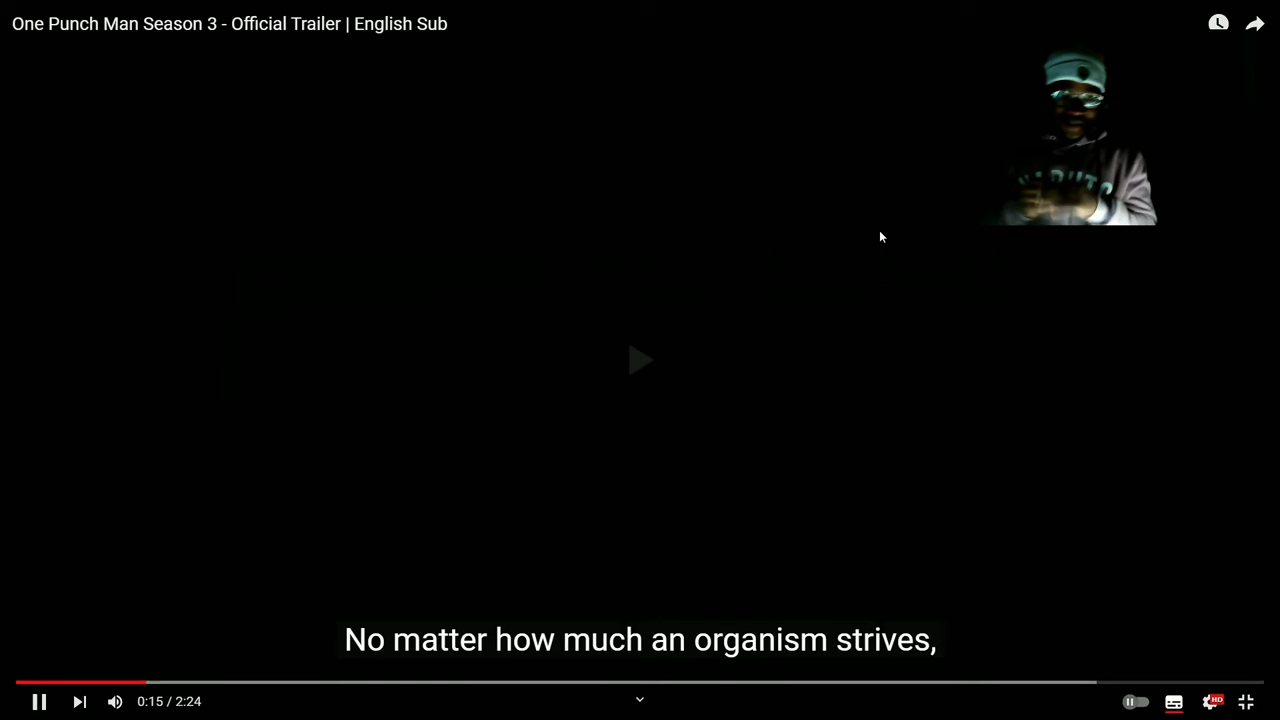 One Punch Man Season 3 - Official Trailer | English Sub
No matter how much an organism strives,
0:15 / 2:24
HD